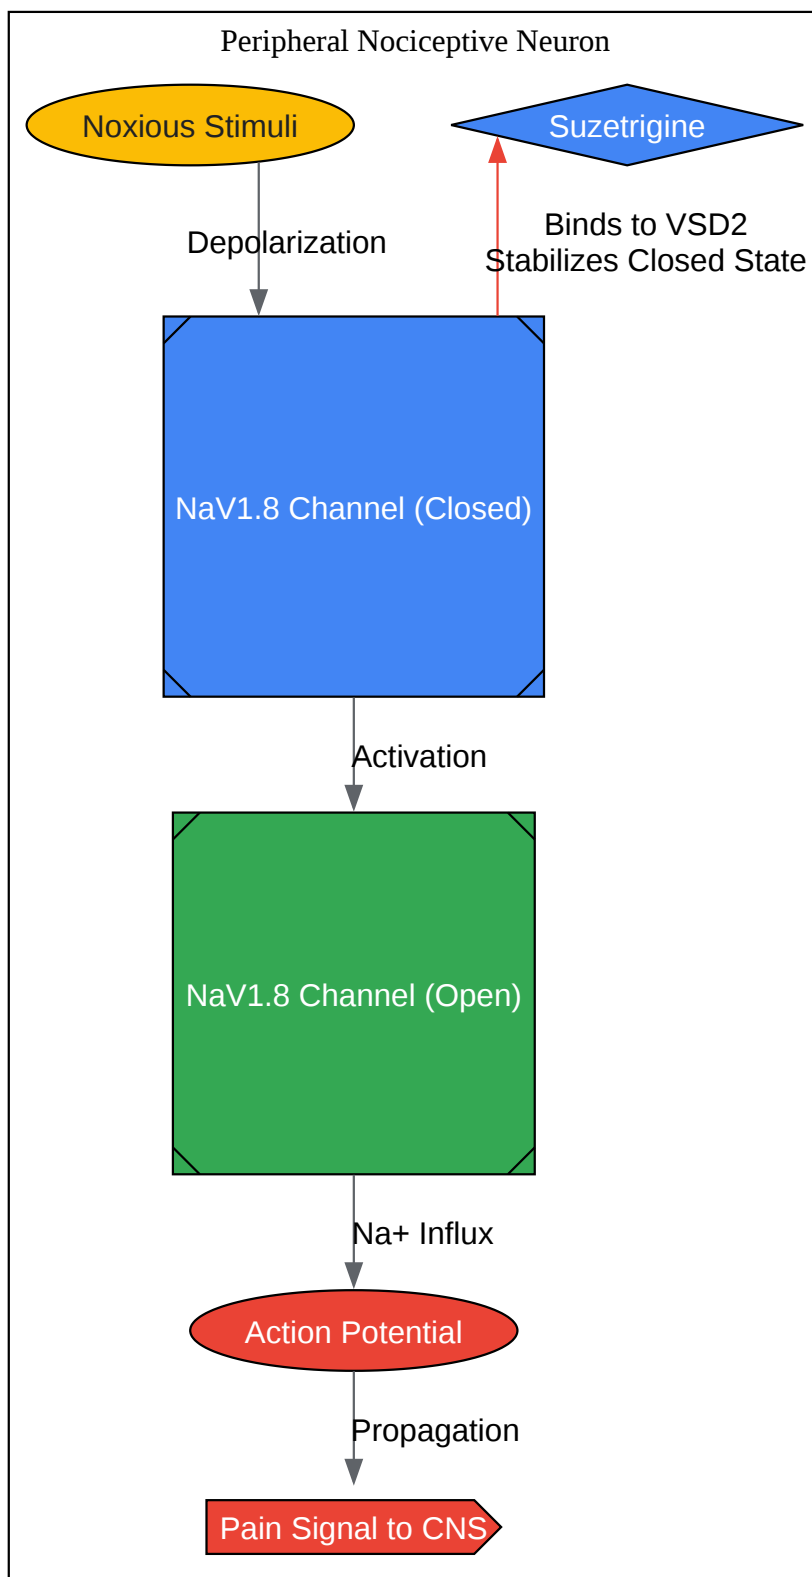 Peripheral Nociceptive Neuron
Noxious Stimuli
Suzetrigine
Depolarization
Binds to VSD2
Stabilizes Closed State
NaV1.8 Channel (Closed)
Activation
NaV1.8 Channel (Open)
Na+ Influx
Action Potential
Propagation
Pain Signal to CNS